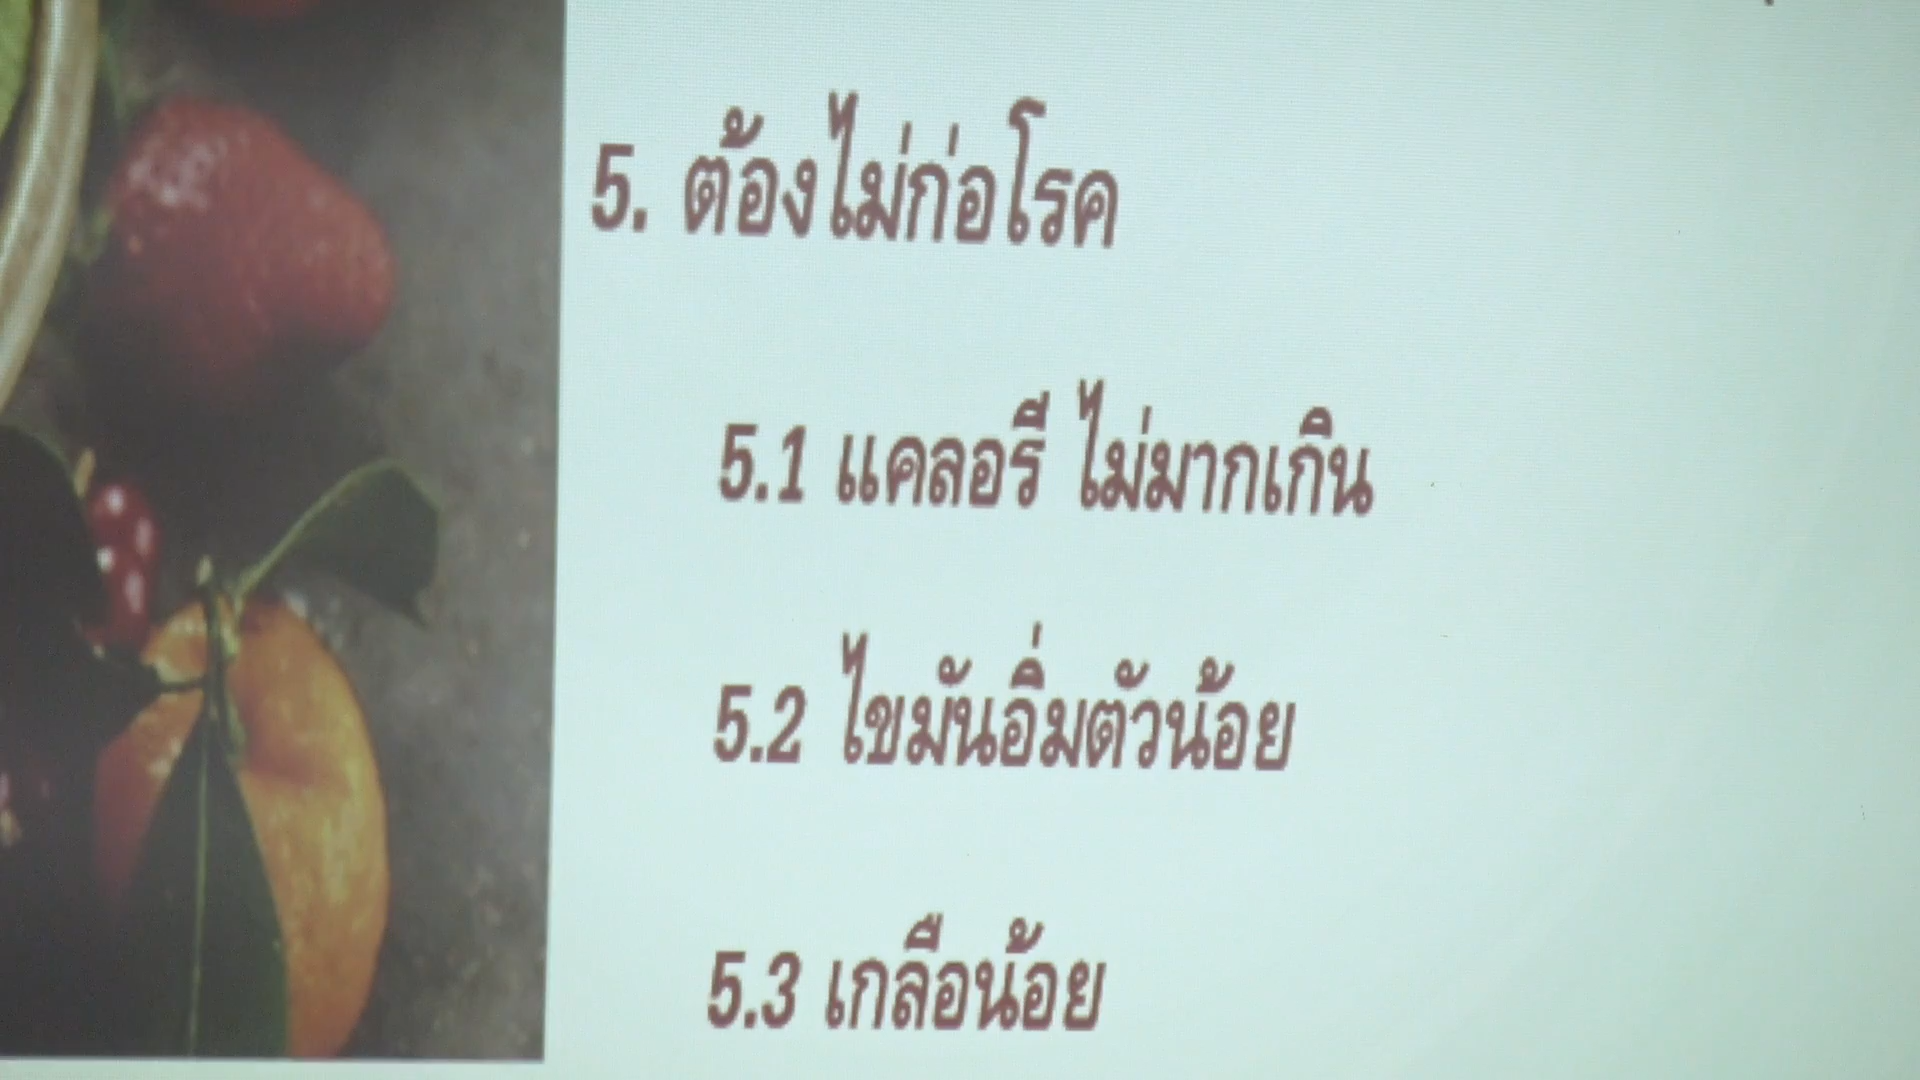 5. ต้องไม่ก่อโรค
5.1 แคลอรี ไม่มากเกิน
5.2 ไขมันอิ่มตัวน้อย
5.3 เกลือน้อย